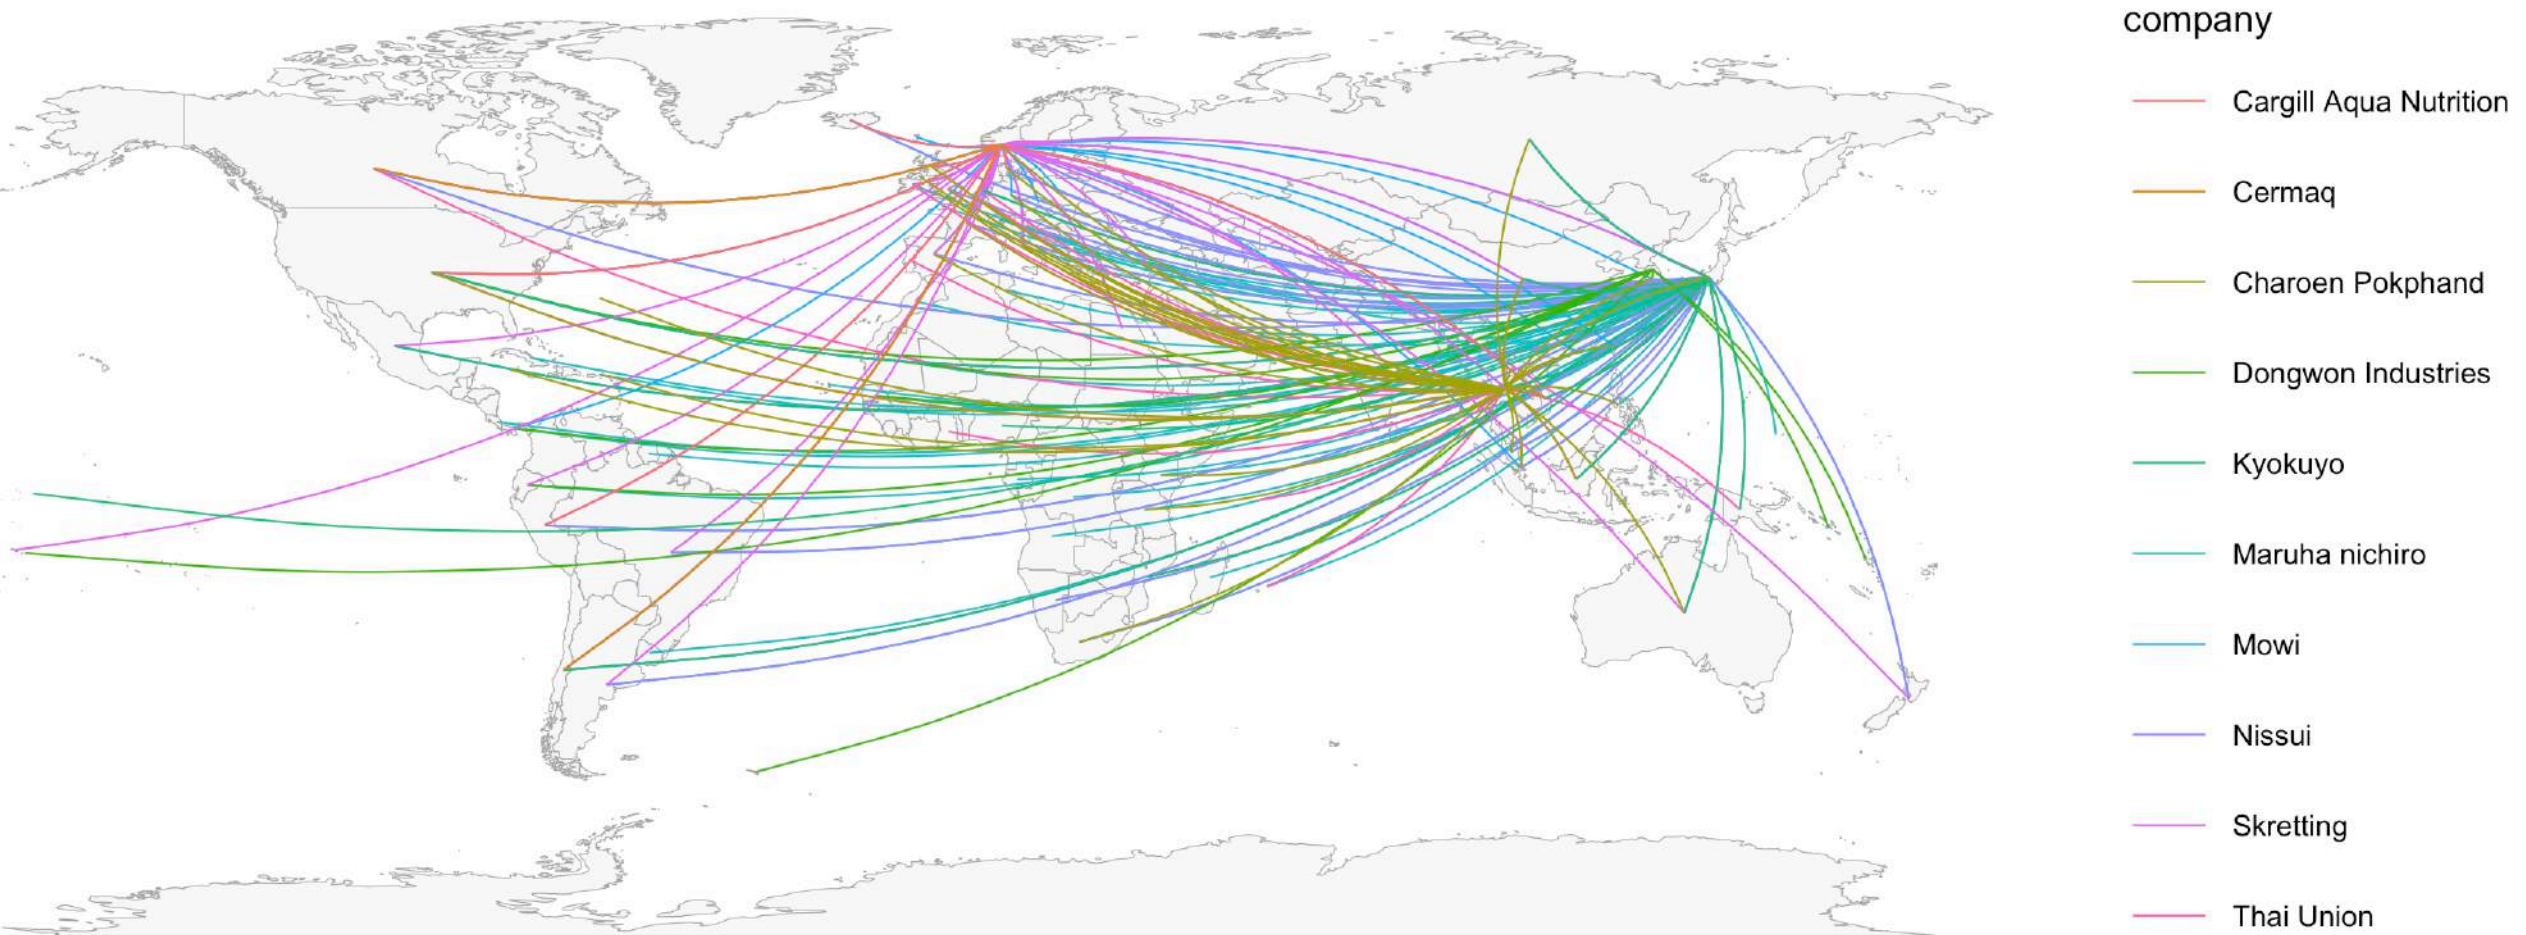 company
Cargill Aqua Nutrition
Cermaq
Charoen Pokphand
Dongwon Industries
Kyokuyo
Maruha nichiro
Mowi
Nissui
Skretting
Thai Union